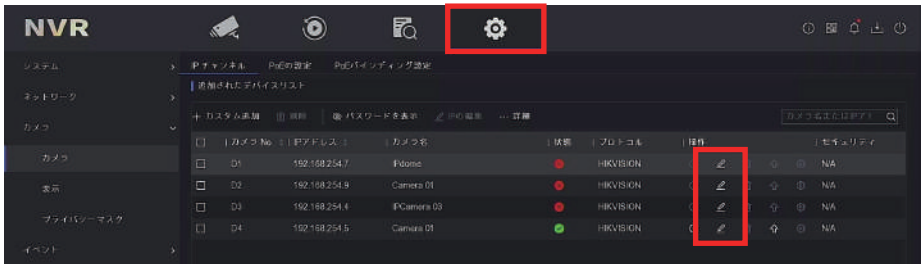 NVR
システム
ネットワーク
カメラ
カメラ
表示
プライバシーマスク
イベント
IPチャンネル PoEの設定 PoEバインディング設定
追加されたデバイスリスト
+ カスタム追加 削除 パスワードを表示 IPの編集 ... 詳細
カメラ No IPアドレス カメラ名 状態 プロトコル 操作 セキュリティ
D1 192.168.254.7 IPdome HIKVISION N/A
D2 192.168.254.9 Camera 01 HIKVISION N/A
D3 192.168.254.4 IPCamera 03 HIKVISION N/A
D4 192.168.254.5 Camera 01 HIKVISION N/A